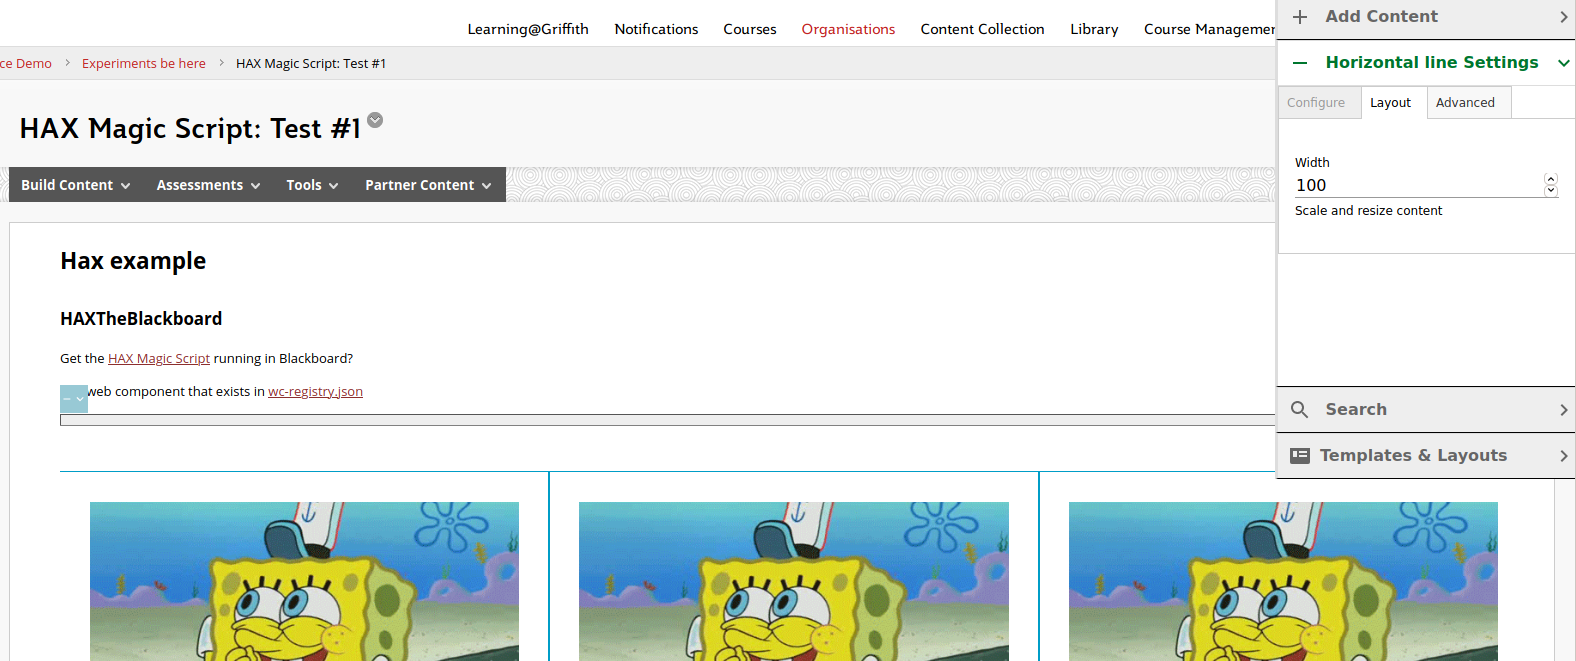 Learning@Griffith Notifications Courses Organisations Content Collection Library Course Managemer
ce Demo Experiments be here HAX Magic Script: Test #1
HAX Magic Script: Test #1
Build Content Assessments Tools Partner Content
Hax example
HAXTheBlackboard
Get the HAX Magic Script running in Blackboard?
web component that exists in wc-registry.json
Add Content
Horizontal line Settings
Configure Layout Advanced
Width
100
Scale and resize content
Search
Templates & Layouts